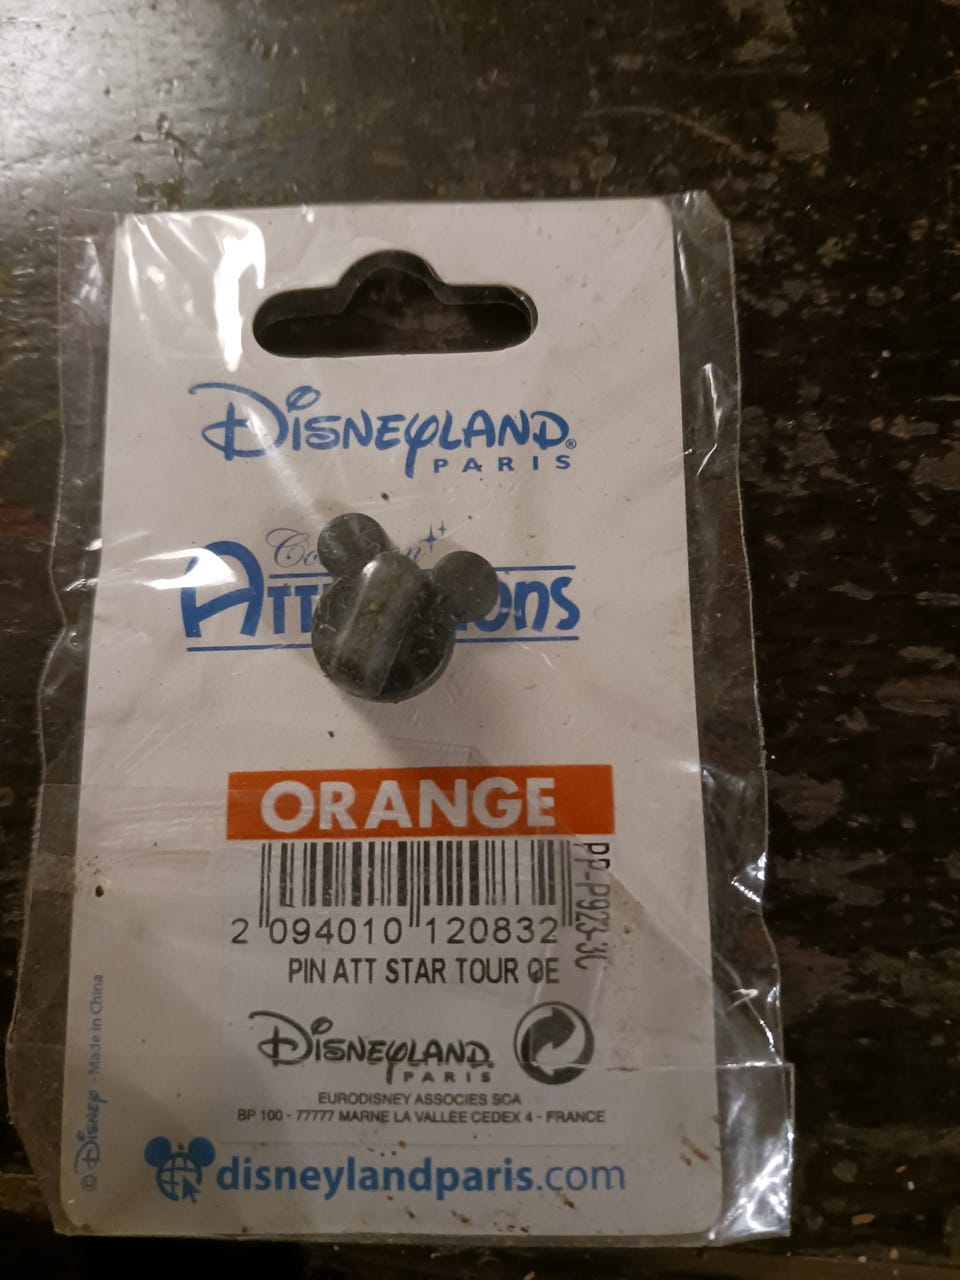 DISNEYLAND®
PARIS
ORANGE
2 094010 120832
PP-P923-3C
PIN ATT STAR TOUR OE
DISNEYLAND
PARIS
EURODISNEY ASSOCIES SCA
BP 100 - 77777 MARNE LA VALLÉE CEDEX 4 - FRANCE
disneylandparis.com
© DISNEY - Made in China